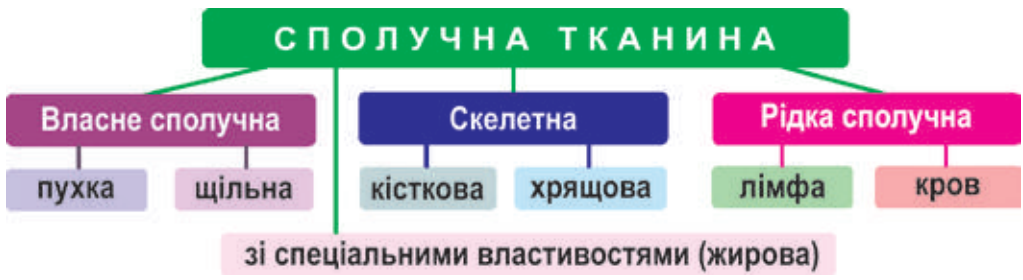 СПОЛУЧНА ТКАНИНА
Власне сполучна
Скелетна
Рідка сполучна
пухка
щільна
кісткова
хрящова
лімфа
кров
зі спеціальними властивостями (жирова)